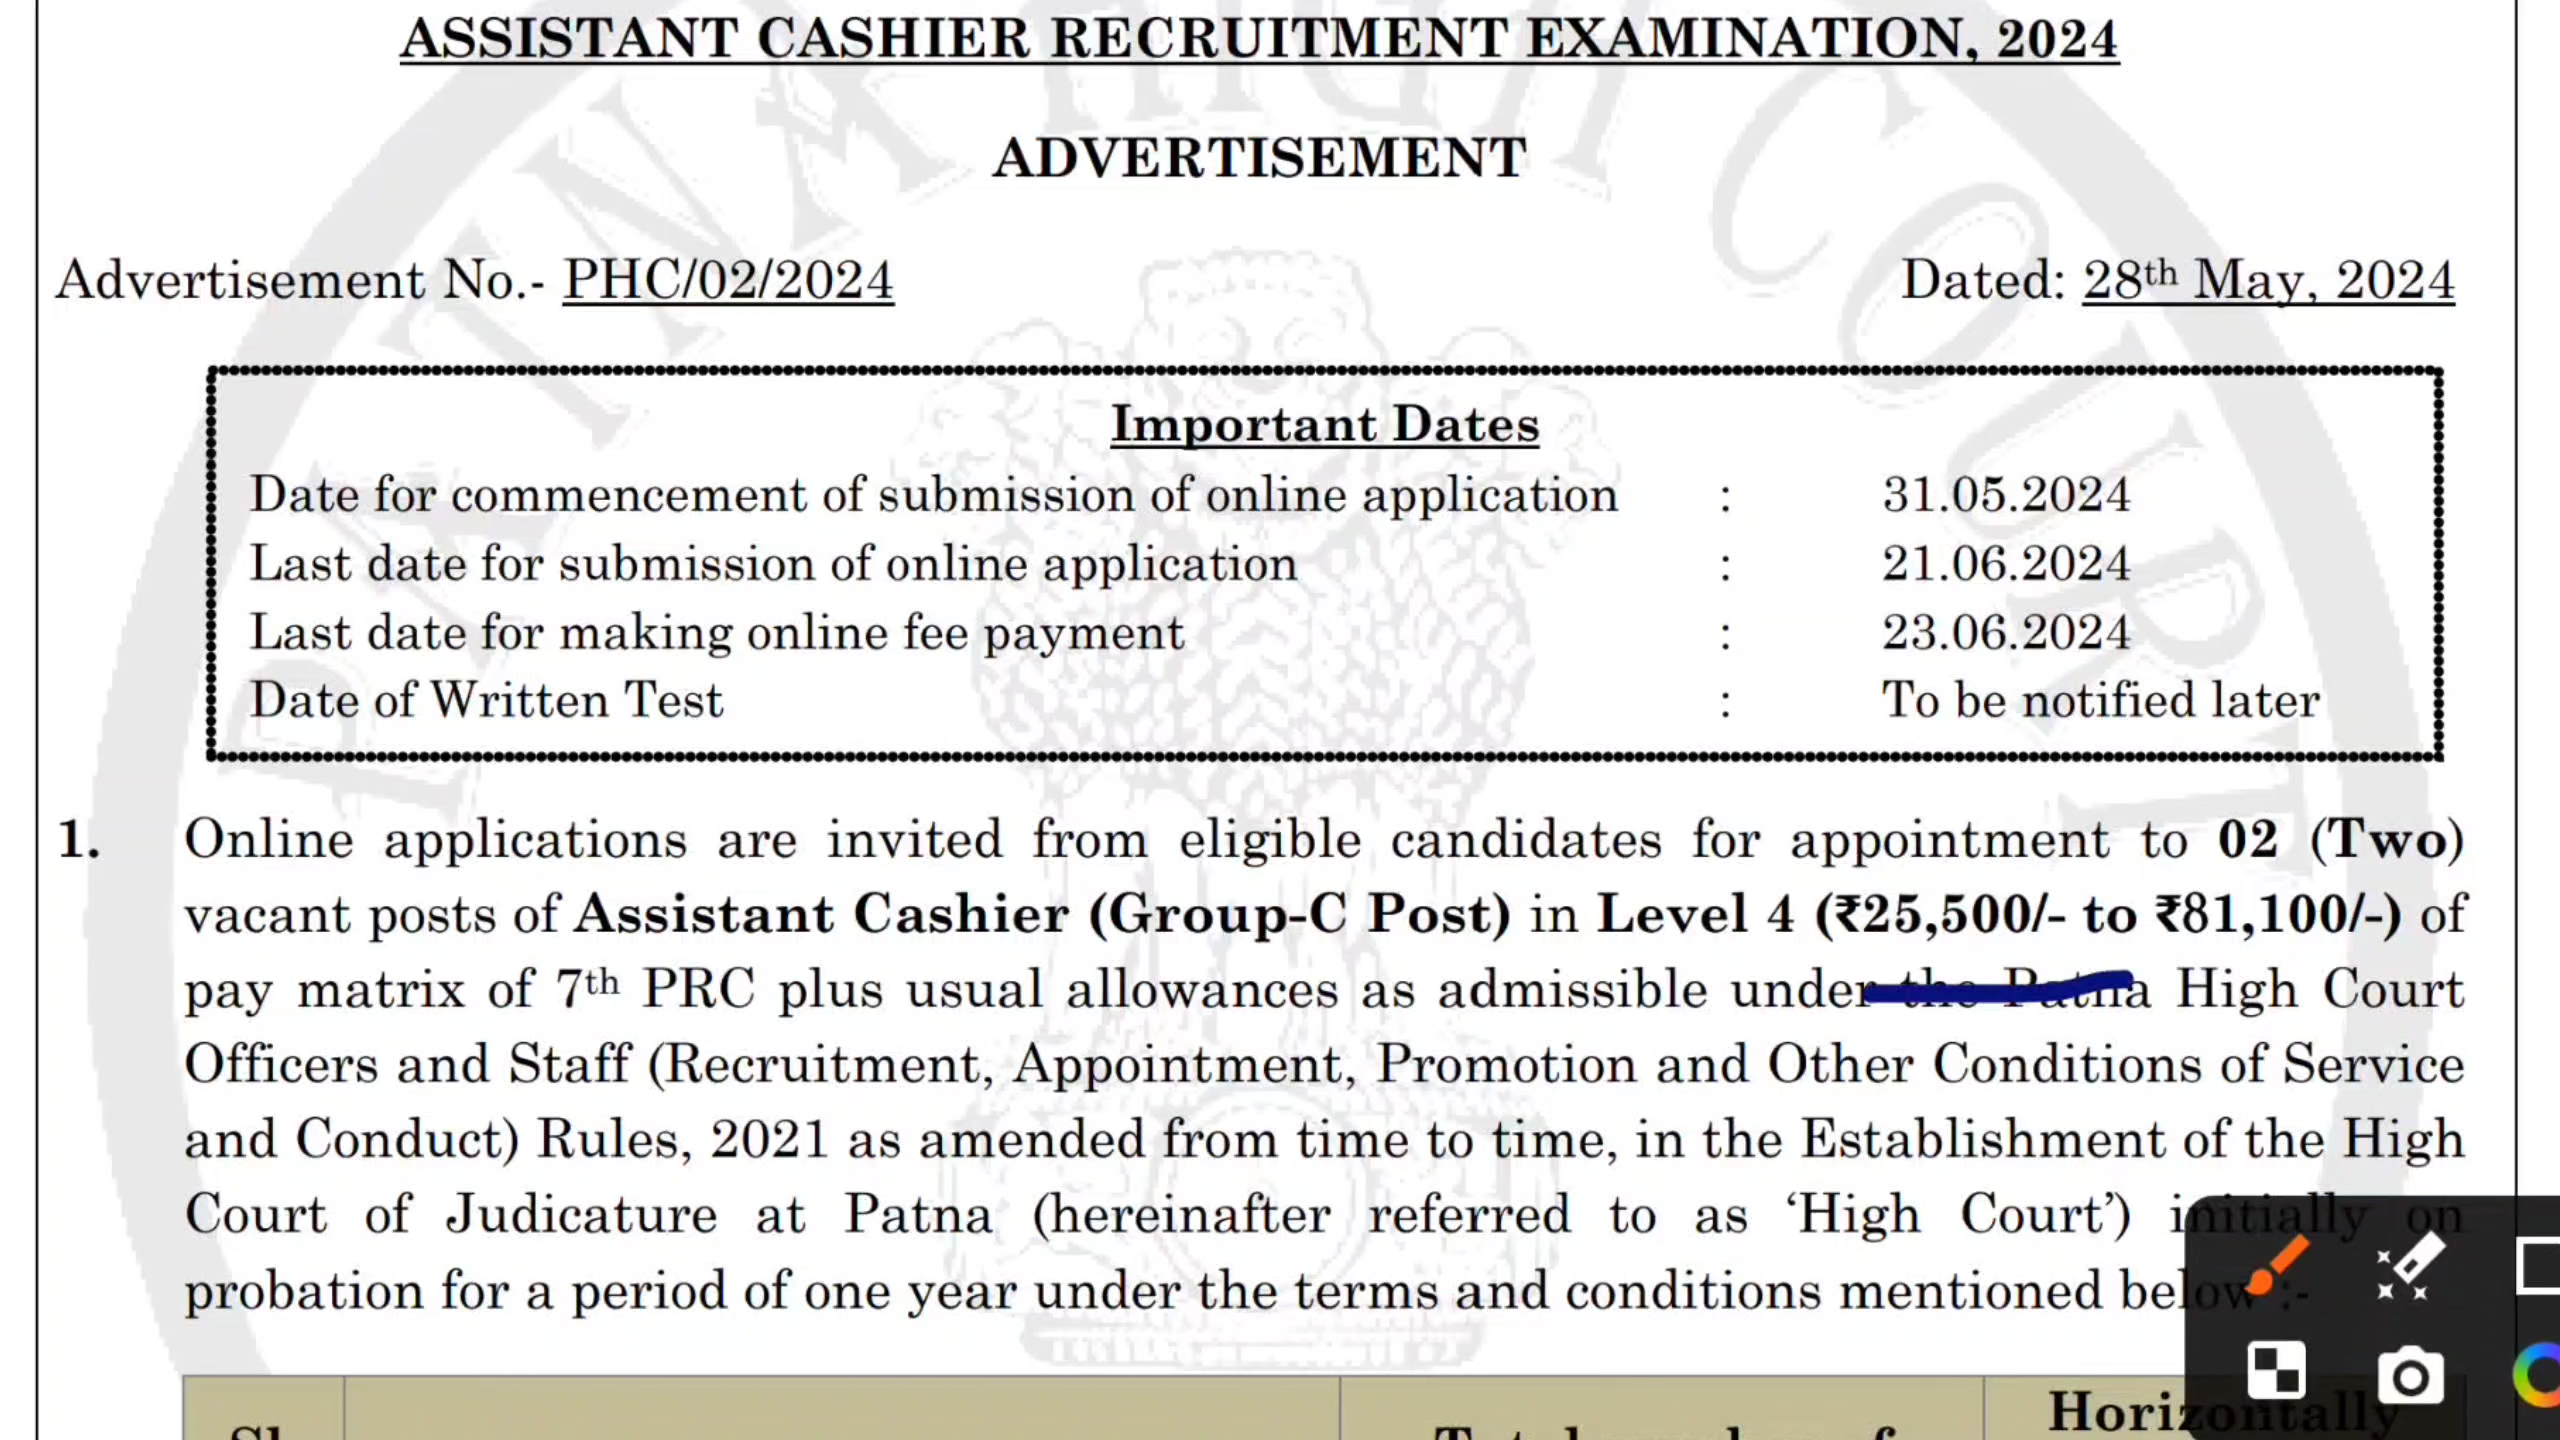 ASSISTANT CASHIER RECRUITMENT EXAMINATION, 2024
ADVERTISEMENT
Advertisement No.- PHC/02/2024 Dated: 28th May, 2024
Important Dates
Date for commencement of submission of online application : 31.05.2024
Last date for submission of online application : 21.06.2024
Last date for making online fee payment : 23.06.2024
Date of Written Test : To be notified later
1. Online applications are invited from eligible candidates for appointment to 02 (Two)
vacant posts of Assistant Cashier (Group-C Post) in Level 4 (₹25,500/- to ₹81,100/-) of
pay matrix of 7th PRC plus usual allowances as admissible under the Patna High Court
Officers and Staff (Recruitment, Appointment, Promotion and Other Conditions of Service
and Conduct) Rules, 2021 as amended from time to time, in the Establishment of the High
Court of Judicature at Patna (hereinafter referred to as ‘High Court’) initially on
probation for a period of one year under the terms and conditions mentioned below :-
Horizontally
PATNA HIGH COURT